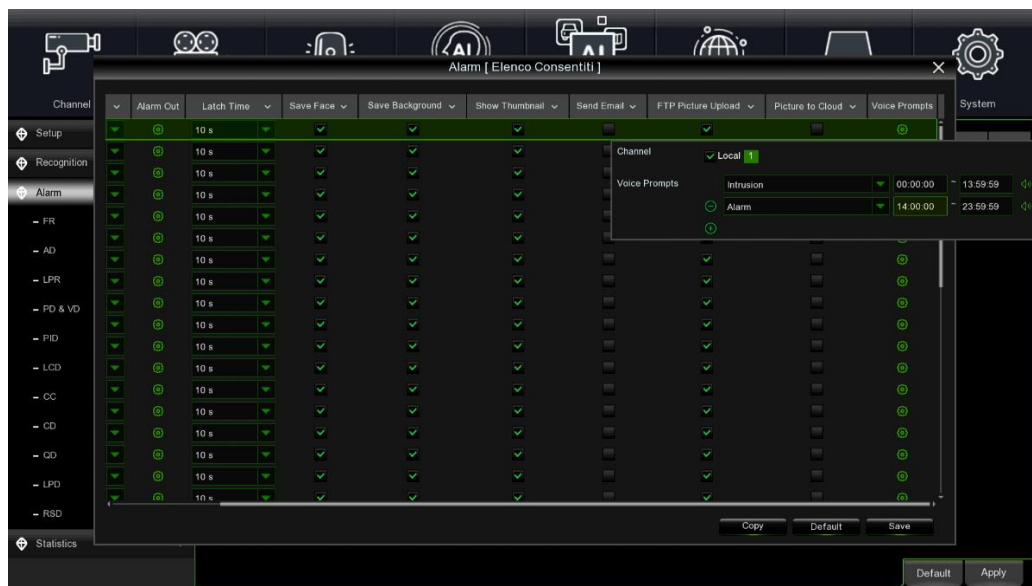 AI
AI
Alarm [ Elenco Consentiti ]
Channel
System
Alarm Out Latch Time Save Face Save Background Show Thumbnail Send Email FTP Picture Upload Picture to Cloud Voice Prompts
Setup
10 s
10 s
Channel Local 1
Recognition
10 s
Voice Prompts Intrusion 00:00:00 ~ 13:59:59
Alarm
10 s
Alarm 14:00:00 ~ 23:59:59
FR
10 s
10 s
AD
10 s
LPR
10 s
PD & VD
10 s
10 s
PID
10 s
LCD
10 s
CC
10 s
10 s
CD
10 s
QD
10 s
LPD
10 s
10 s
RSD
Copy Default Save
Statistics
Default Apply